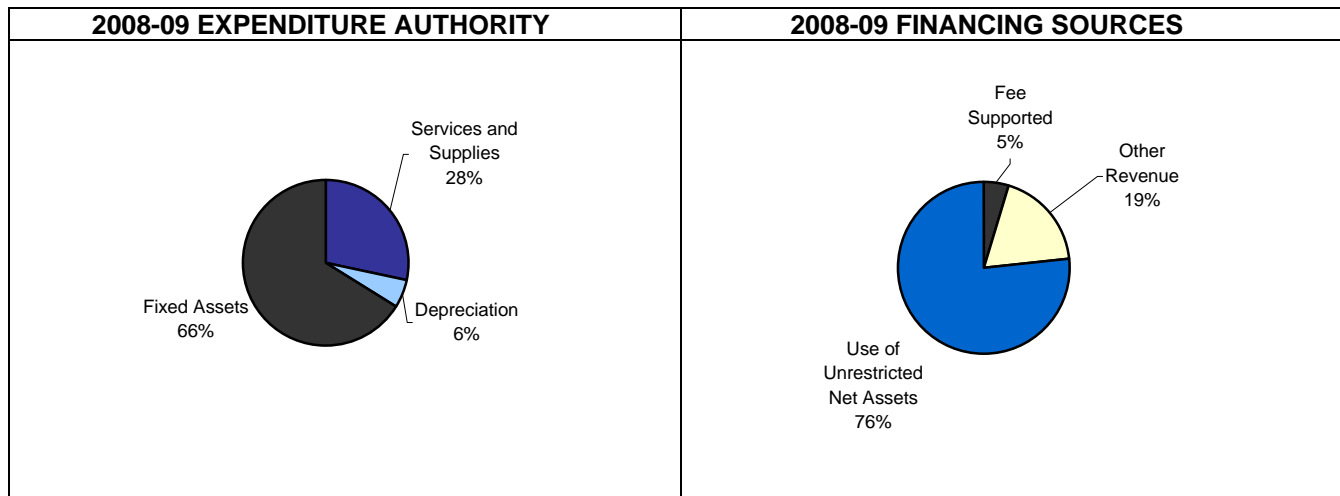 2008-09 EXPENDITURE AUTHORITY
Services and
Supplies
28%
Depreciation
6%
Fixed Assets
66%
2008-09 FINANCING SOURCES
Fee
Supported
5%
Other
Revenue
19%
Use of
Unrestricted
Net Assets
76%